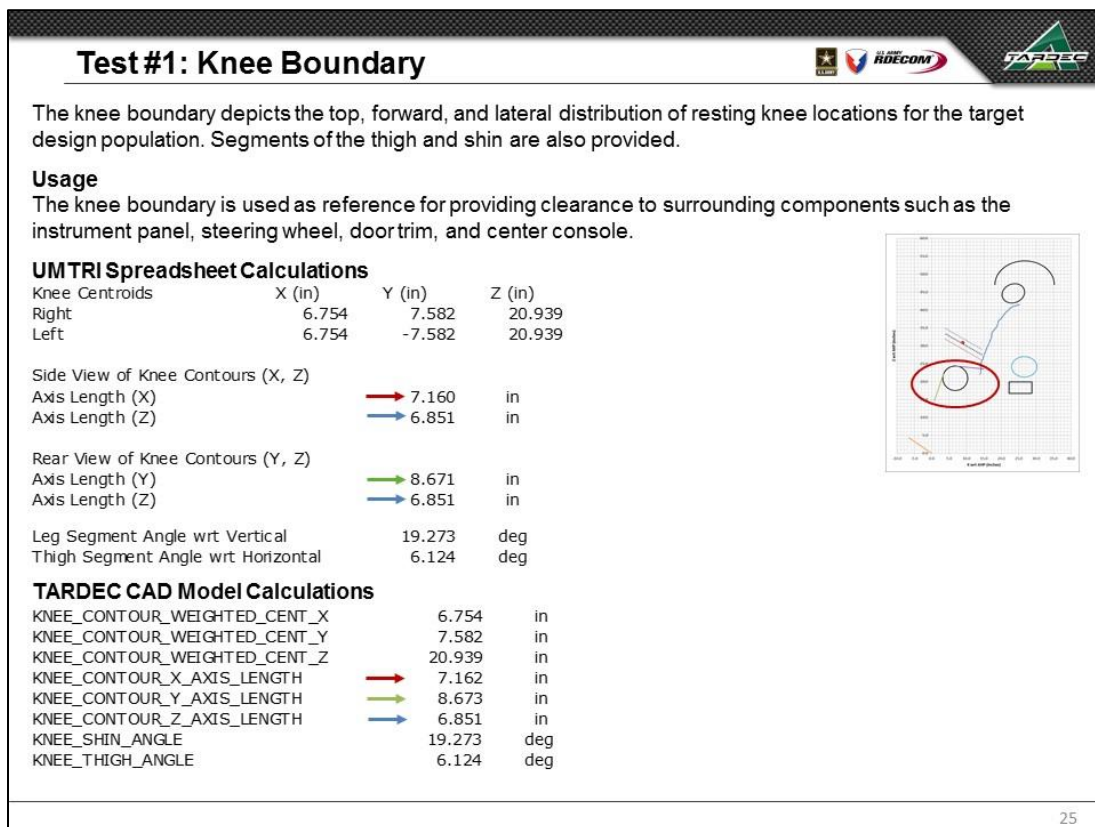 Test #1: Knee Boundary
U.S. ARMY
RDECOM
TARDEC
The knee boundary depicts the top, forward, and lateral distribution of resting knee locations for the target
design population. Segments of the thigh and shin are also provided.
Usage
The knee boundary is used as reference for providing clearance to surrounding components such as the
instrument panel, steering wheel, door trim, and center console.
UMTRI Spreadsheet Calculations
Knee Centroids X (in) Y (in) Z (in)
Right 6.754 7.582 20.939
Left 6.754 -7.582 20.939
Side View of Knee Contours (X, Z)
Axis Length (X) 7.160 in
Axis Length (Z) 6.851 in
Rear View of Knee Contours (Y, Z)
Axis Length (Y) 8.671 in
Axis Length (Z) 6.851 in
Leg Segment Angle wrt Vertical 19.273 deg
Thigh Segment Angle wrt Horizontal 6.124 deg
TARDEC CAD Model Calculations
KNEE_CONTOUR_WEIGHTED_CENT_X 6.754 in
KNEE_CONTOUR_WEIGHTED_CENT_Y 7.582 in
KNEE_CONTOUR_WEIGHTED_CENT_Z 20.939 in
KNEE_CONTOUR_X_AXIS_LENGTH 7.162 in
KNEE_CONTOUR_Y_AXIS_LENGTH 8.673 in
KNEE_CONTOUR_Z_AXIS_LENGTH 6.851 in
KNEE_SHIN_ANGLE 19.273 deg
KNEE_THIGH_ANGLE 6.124 deg
25